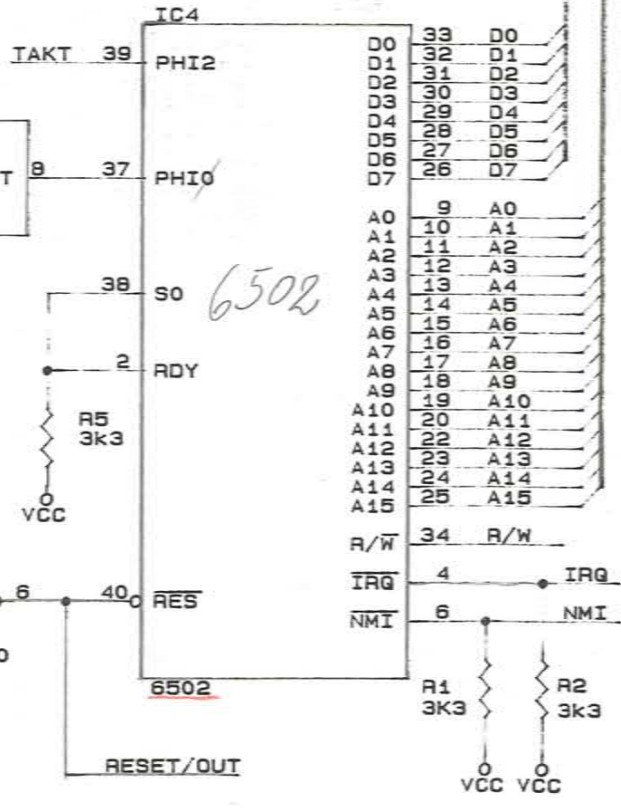 IC4
TAKT 39 PHI2
T 8 37 PHI0
38 SO
2 RDY
R5
3k3
VCC
6 40 RES
6502
6502
RESET/OUT
D0 33 D0
D1 32 D1
D2 31 D2
D3 30 D3
D4 29 D4
D5 28 D5
D6 27 D6
D7 26 D7
A0 9 A0
A1 10 A1
A2 11 A2
A3 12 A3
A4 13 A4
A5 14 A5
A6 15 A6
A7 16 A7
A8 17 A8
A9 18 A9
A10 19 A10
A11 20 A11
A12 22 A12
A13 23 A13
A14 24 A14
A15 25 A15
R/W 34 R/W
IRQ 4 IRQ
NMI 6 NMI
R1
3K3
R2
3k3
VCC VCC